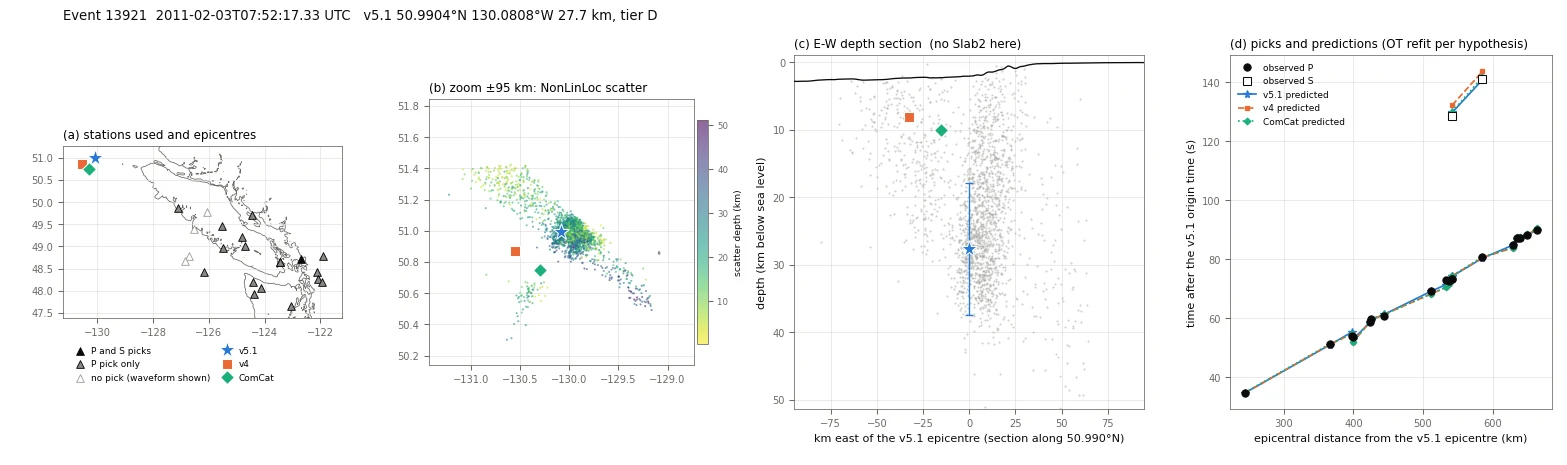 Event 13921  2011-02-03T07:52:17.33 UTC   v5.1 50.9904°N 130.0808°W 27.7 km, tier D
(a) stations used and epicentres
51.0
50.5
50.0
49.5
49.0
48.5
48.0
47.5
−130
−128
−126
−124
−122
P and S picks
P pick only
no pick (waveform shown)
v5.1
v4
ComCat
(b) zoom ±95 km: NonLinLoc scatter
51.8
51.6
51.4
51.2
51.0
50.8
50.6
50.4
50.2
−131.0
−130.5
−130.0
−129.5
−129.0
50
40
30
20
10
scatter depth (km)
(c) E-W depth section  (no Slab2 here)
0
10
20
30
40
50
depth (km below sea level)
−75
−50
−25
0
25
50
75
km east of the v5.1 epicentre (section along 50.990°N)
(d) picks and predictions (OT refit per hypothesis)
observed P
observed S
v5.1 predicted
v4 predicted
ComCat predicted
140
120
100
80
60
40
time after the v5.1 origin time (s)
300
400
500
600
epicentral distance from the v5.1 epicentre (km)